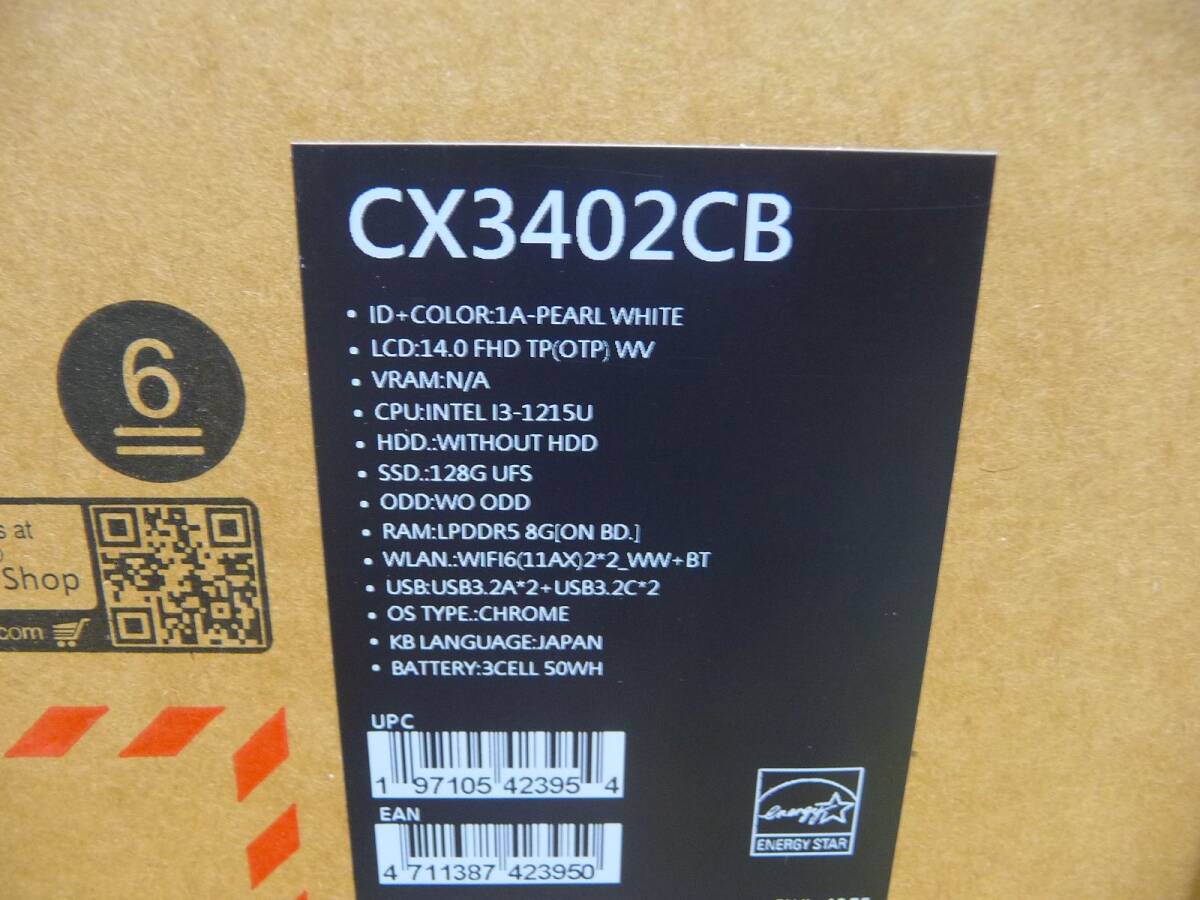 CX3402CB
• ID+COLOR:1A-PEARL WHITE
• LCD:14.0 FHD TP(OTP) WV
• VRAM:N/A
• CPU:INTEL I3-1215U
• HDD.:WITHOUT HDD
• SSD.:128G UFS
• ODD:WO ODD
• RAM:LPDDR5 8G[ON BD.]
• WLAN.:WIFI6(11AX)2*2_WW+BT
• USB:USB3.2A*2+USB3.2C*2
• OS TYPE.:CHROME
• KB LANGUAGE:JAPAN
• BATTERY:3CELL 50WH
UPC
1 97105 42395 4
EAN
4 711387 423950
energy
ENERGY STAR
6
s at
Shop
.com